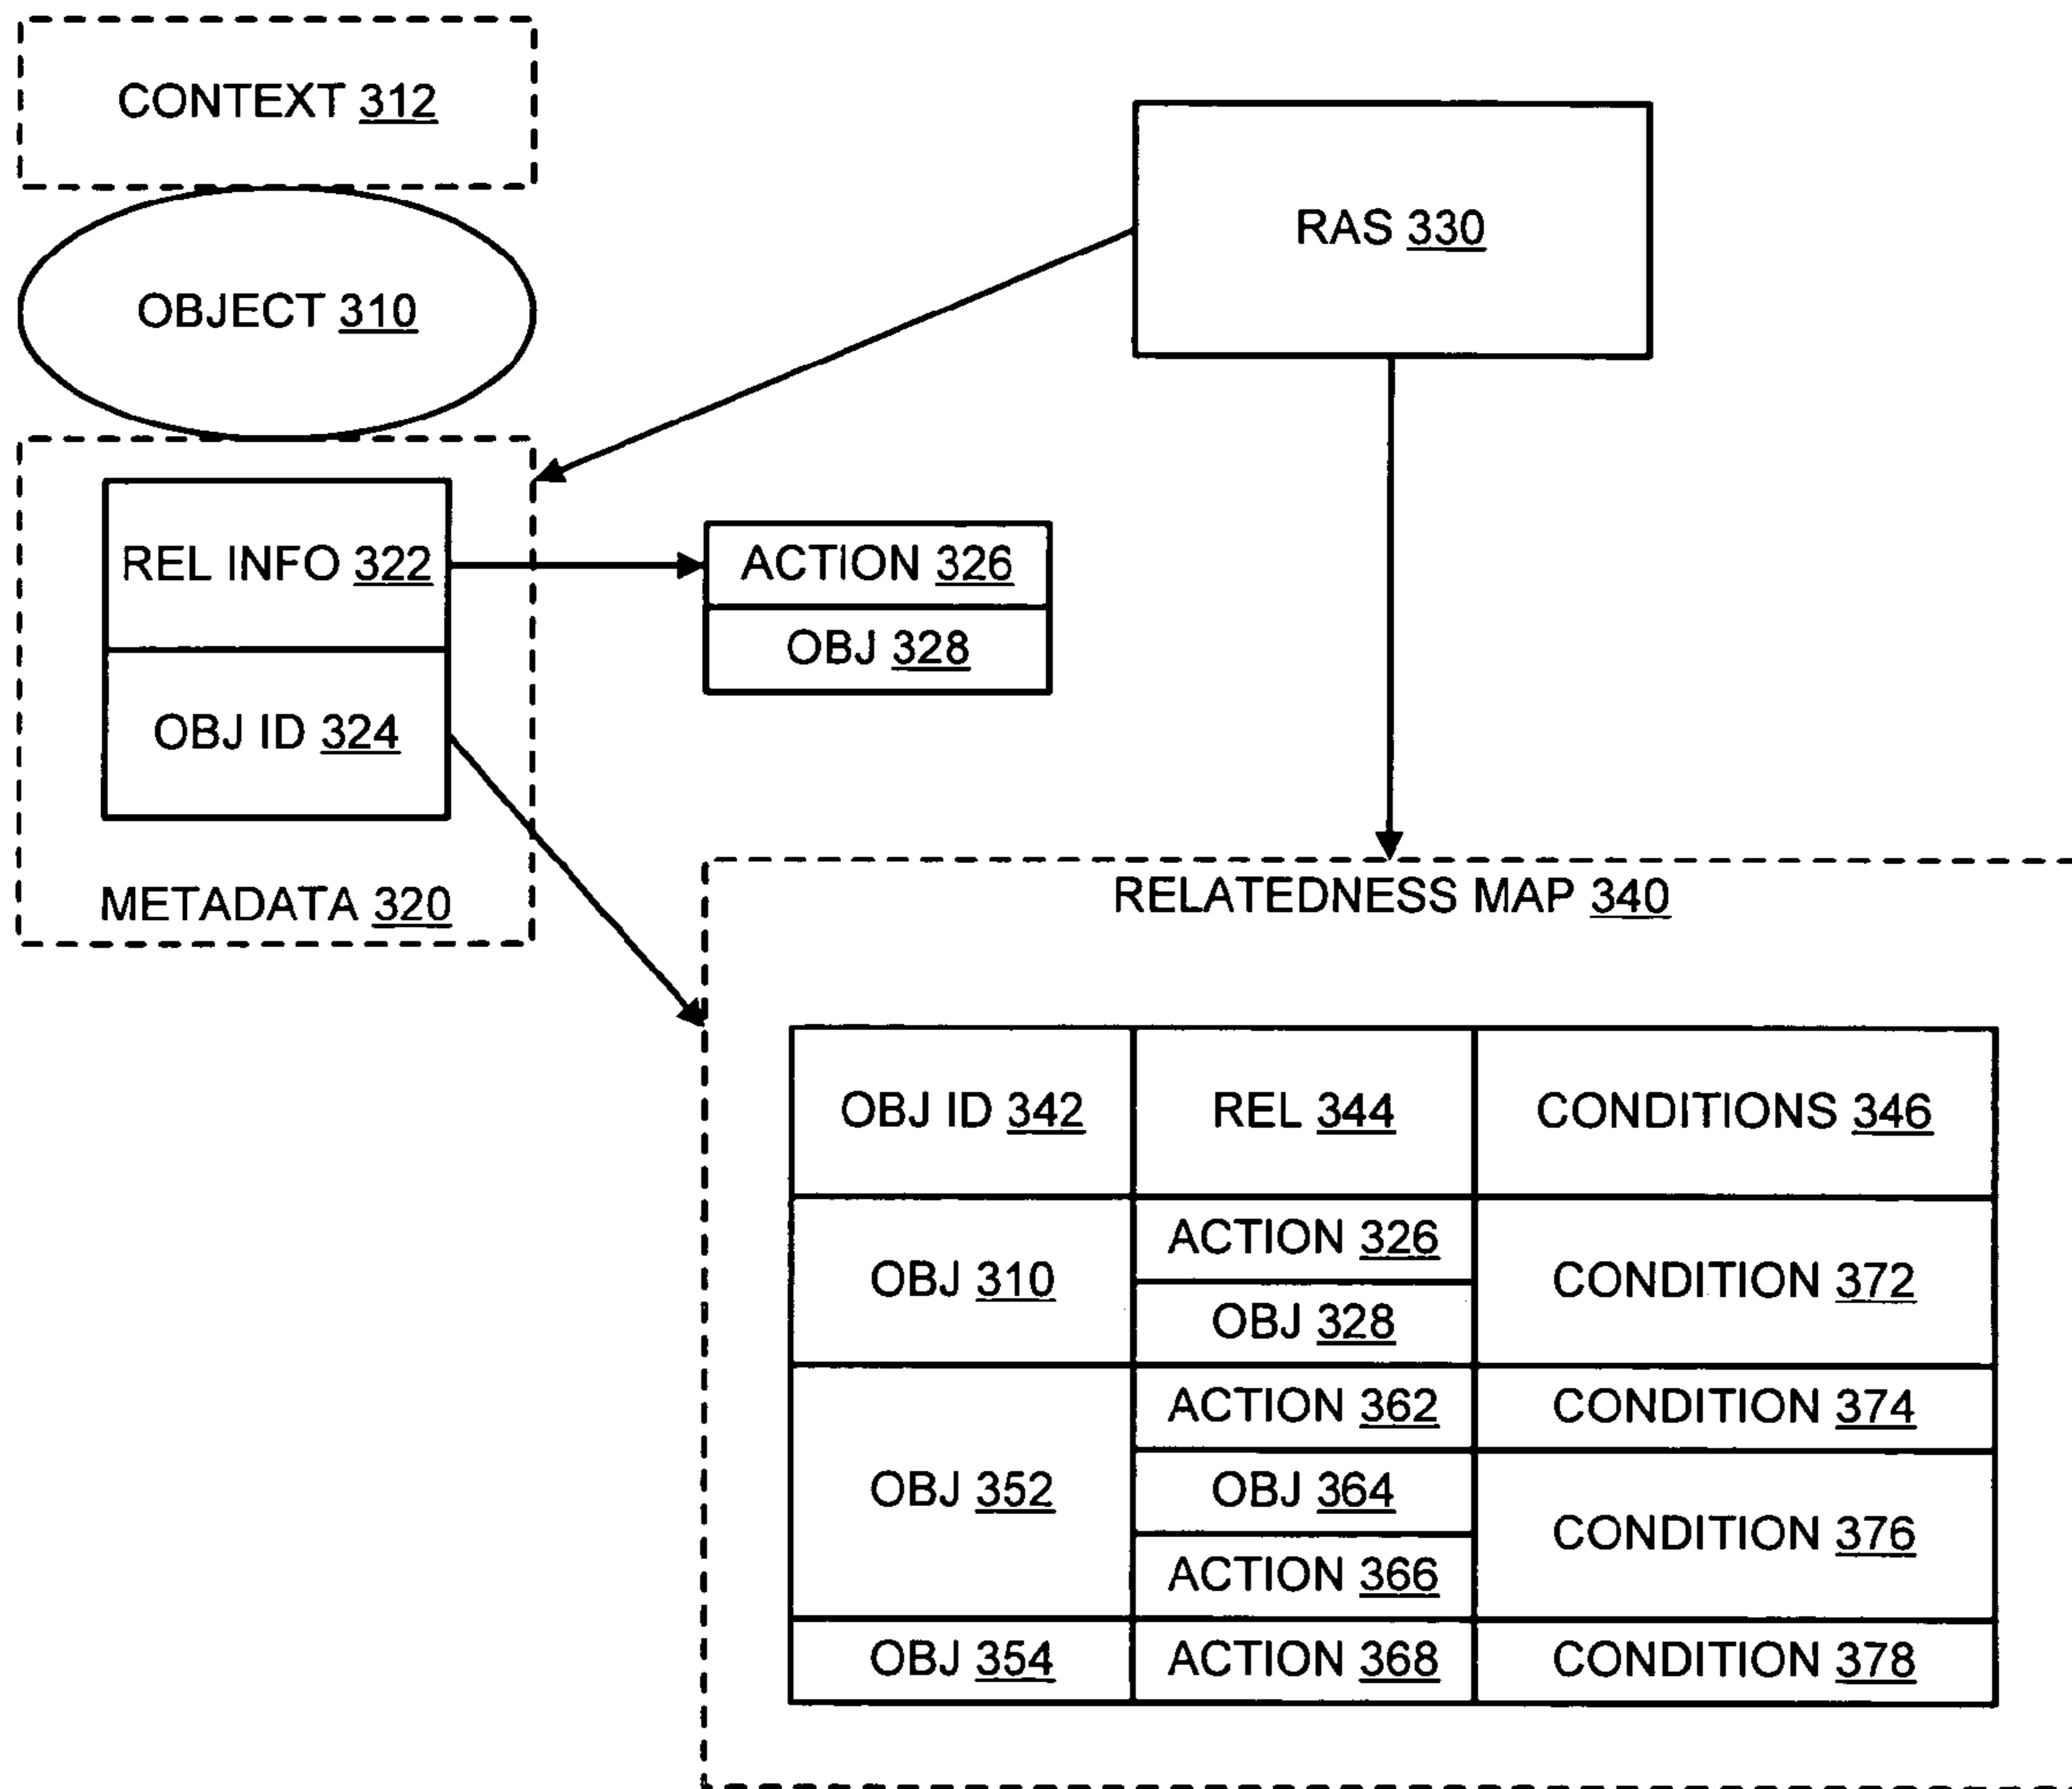 CONTEXT 312
RAS 330
OBJECT 310
REL INFO 322
ACTION 326
OBJ 328
OBJ ID 324
METADATA 320
RELATEDNESS MAP 340
OBJ ID 342 REL 344 CONDITIONS 346
OBJ 310
ACTION 326
OBJ 328
CONDITION 372
OBJ 352
ACTION 362
CONDITION 374
OBJ 364
ACTION 366
CONDITION 376
OBJ 354 ACTION 368 CONDITION 378